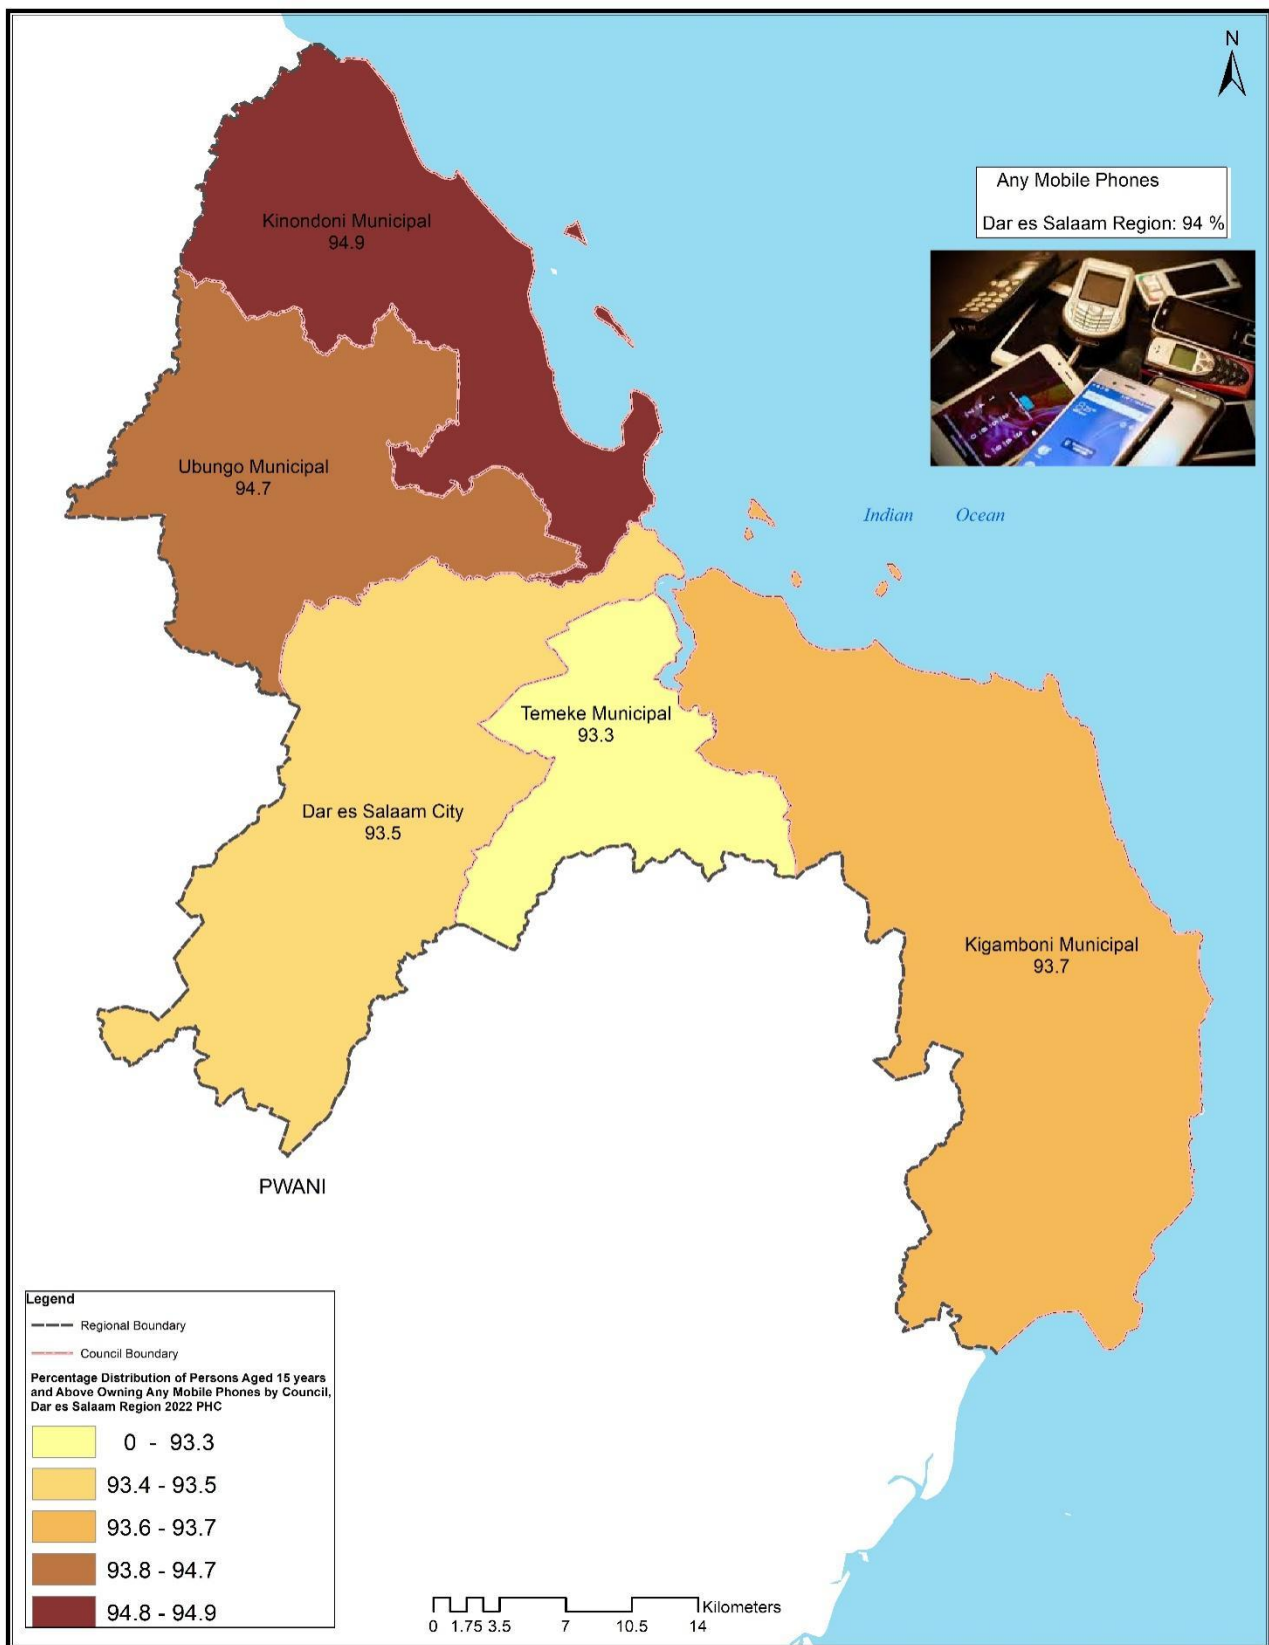 N
Any Mobile Phones
Dar es Salaam Region: 94 %
Kinondoni Municipal
94.9
Ubungo Municipal
94.7
Indian Ocean
Temeke Municipal
93.3
Dar es Salaam City
93.5
Kigamboni Municipal
93.7
PWANI
Legend
Regional Boundary
Council Boundary
Percentage Distribution of Persons Aged 15 years
and Above Owning Any Mobile Phones by Council,
Dar es Salaam Region 2022 PHC
0 - 93.3
93.4 - 93.5
93.6 - 93.7
93.8 - 94.7
94.8 - 94.9
Kilometers
0 1.75 3.5 7 10.5 14